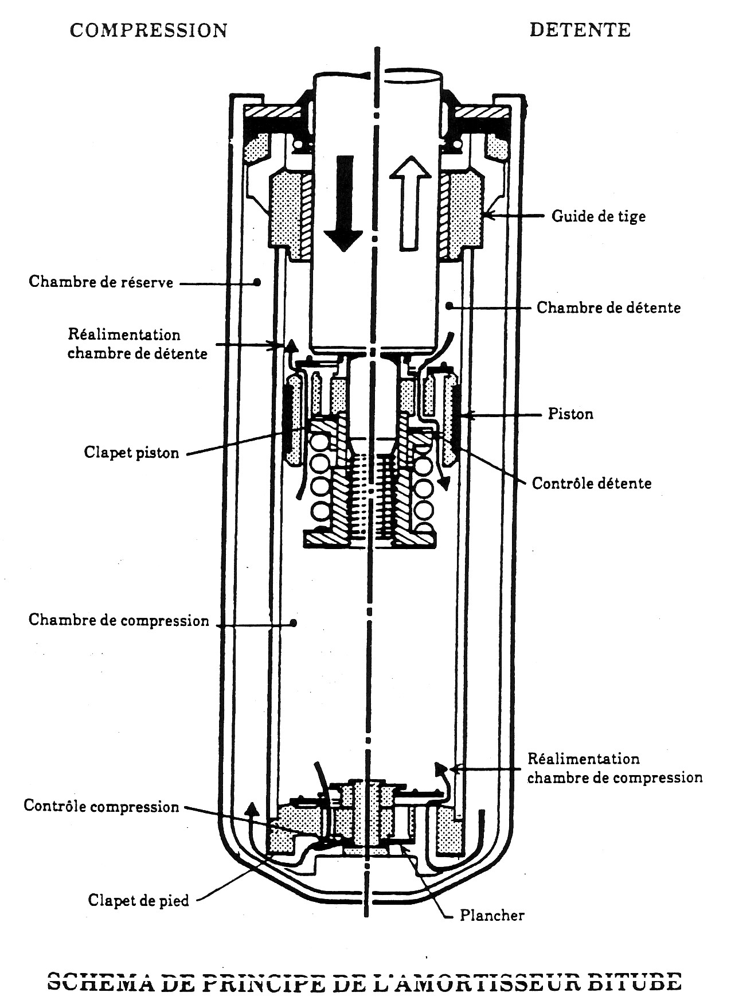 COMPRESSION
DETENTE
Guide de tige
Chambre de réserve
Chambre de détente
Réalimentation
chambre de détente
Piston
Clapet piston
Contrôle détente
Chambre de compression
Réalimentation
chambre de compression
Contrôle compression
Clapet de pied
Plancher
SCHEMA DE PRINCIPE DE L'AMORTISSEUR BITUBE